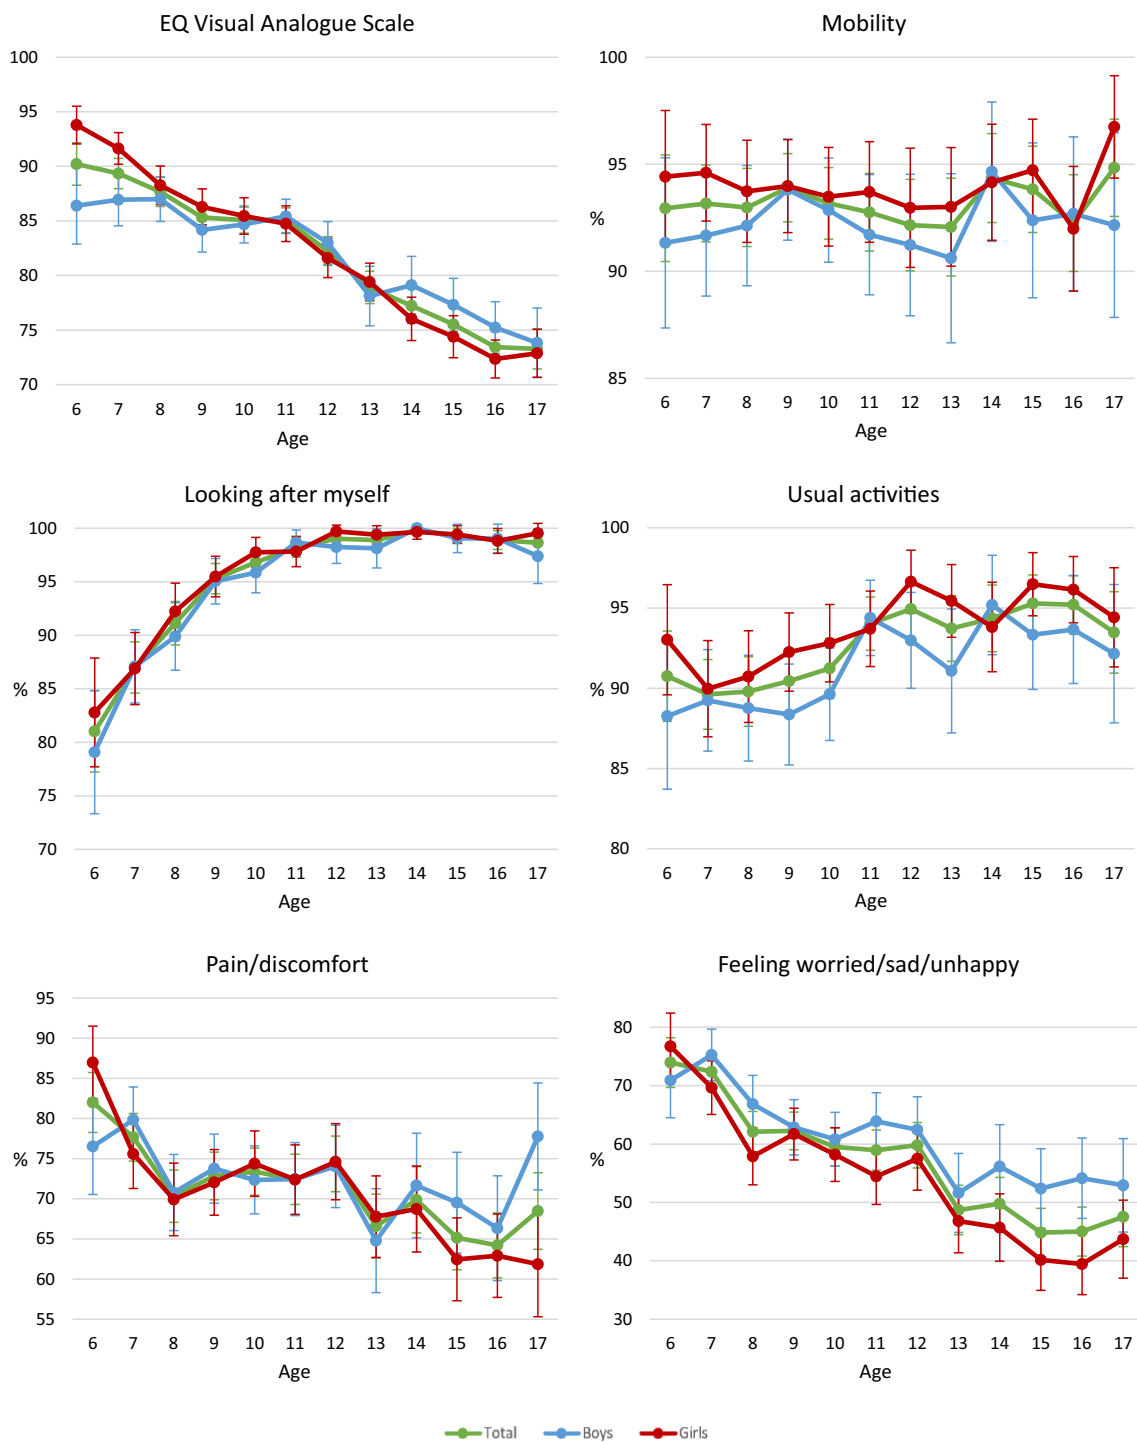 EQ Visual Analogue Scale
100
95
90
85
80
75
70
6 7 8 9 10 11 12 13 14 15 16 17
Age
Mobility
100
95
%
90
85
6 7 8 9 10 11 12 13 14 15 16 17
Age
Looking after myself
100
95
90
85
%
80
75
70
6 7 8 9 10 11 12 13 14 15 16 17
Age
Usual activities
100
95
90
%
85
80
6 7 8 9 10 11 12 13 14 15 16 17
Age
Pain/discomfort
95
90
85
80
75
%
70
65
60
55
6 7 8 9 10 11 12 13 14 15 16 17
Age
Feeling worried/sad/unhappy
80
70
60
%
50
40
30
6 7 8 9 10 11 12 13 14 15 16 17
Age
Total Boys Girls